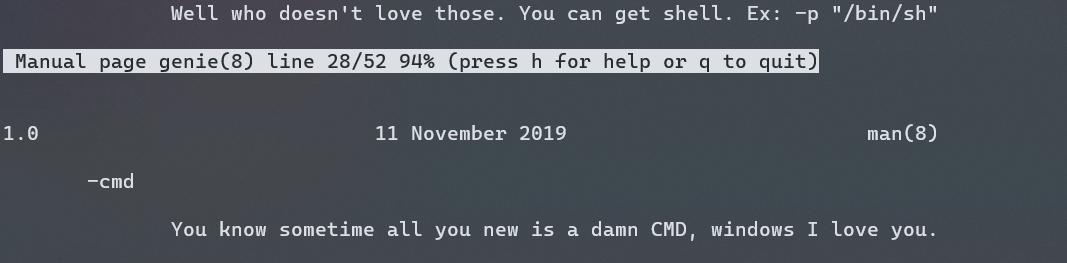 Well who doesn't love those. You can get shell. Ex: -p "/bin/sh"
Manual page genie(8) line 28/52 94% (press h for help or q to quit)
1.0 11 November 2019 man(8)
-cmd
You know sometime all you new is a damn CMD, windows I love you.